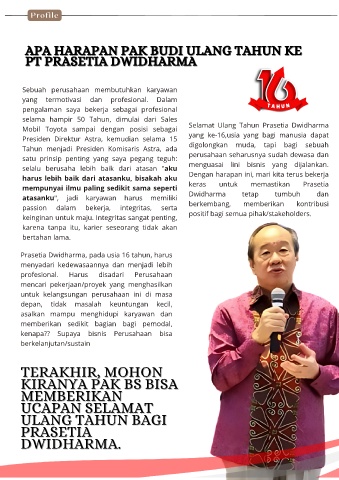 Profile
APA HARAPAN PAK BUDI ULANG TAHUN KE
PT PRASETIA DWIDHARMA
Sebuah perusahaan membutuhkan karyawan
yang termotivasi dan profesional. Dalam
pengalaman saya bekerja sebagai profesional
selama hampir 50 Tahun, dimulai dari Sales
Mobil Toyota sampai dengan posisi sebagai
Presiden Direktur Astra, kemudian selama 15
Tahun menjadi Presiden Komisaris Astra, ada
satu prinsip penting yang saya pegang teguh:
selalu berusaha lebih baik dari atasan "aku
harus lebih baik dari atasanku, bisakah aku
mempunyai ilmu paling sedikit sama seperti
atasanku", jadi karyawan harus memiliki
passion dalam bekerja, integritas, serta
keinginan untuk maju. Integritas sangat penting,
karena tanpa itu, karier seseorang tidak akan
bertahan lama.
Prasetia Dwidharma, pada usia 16 tahun, harus
menyadari kedewasaannya dan menjadi lebih
profesional. Harus disadari Perusahaan
mencari pekerjaan/proyek yang menghasilkan
untuk kelangsungan perusahaan ini di masa
depan, tidak masalah keuntungan kecil,
asalkan mampu menghidupi karyawan dan
memberikan sedikit bagian bagi pemodal,
kenapa?? Supaya bisnis Perusahaan bisa
berkelanjutan/sustain
TERAKHIR, MOHON
KIRANYA PAK BS BISA
MEMBERIKAN
UCAPAN SELAMAT
ULANG TAHUN BAGI
PRASETIA
DWIDHARMA.
16
TAHUN
Selamat Ulang Tahun Prasetia Dwidharma
yang ke-16,usia yang bagi manusia dapat
digolongkan muda, tapi bagi sebuah
perusahaan seharusnya sudah dewasa dan
menguasai lini bisnis yang dijalankan.
Dengan harapan ini, mari kita terus bekerja
keras untuk memastikan Prasetia
Dwidharma tetap tumbuh dan
berkembang, memberikan kontribusi
positif bagi semua pihak/stakeholders.